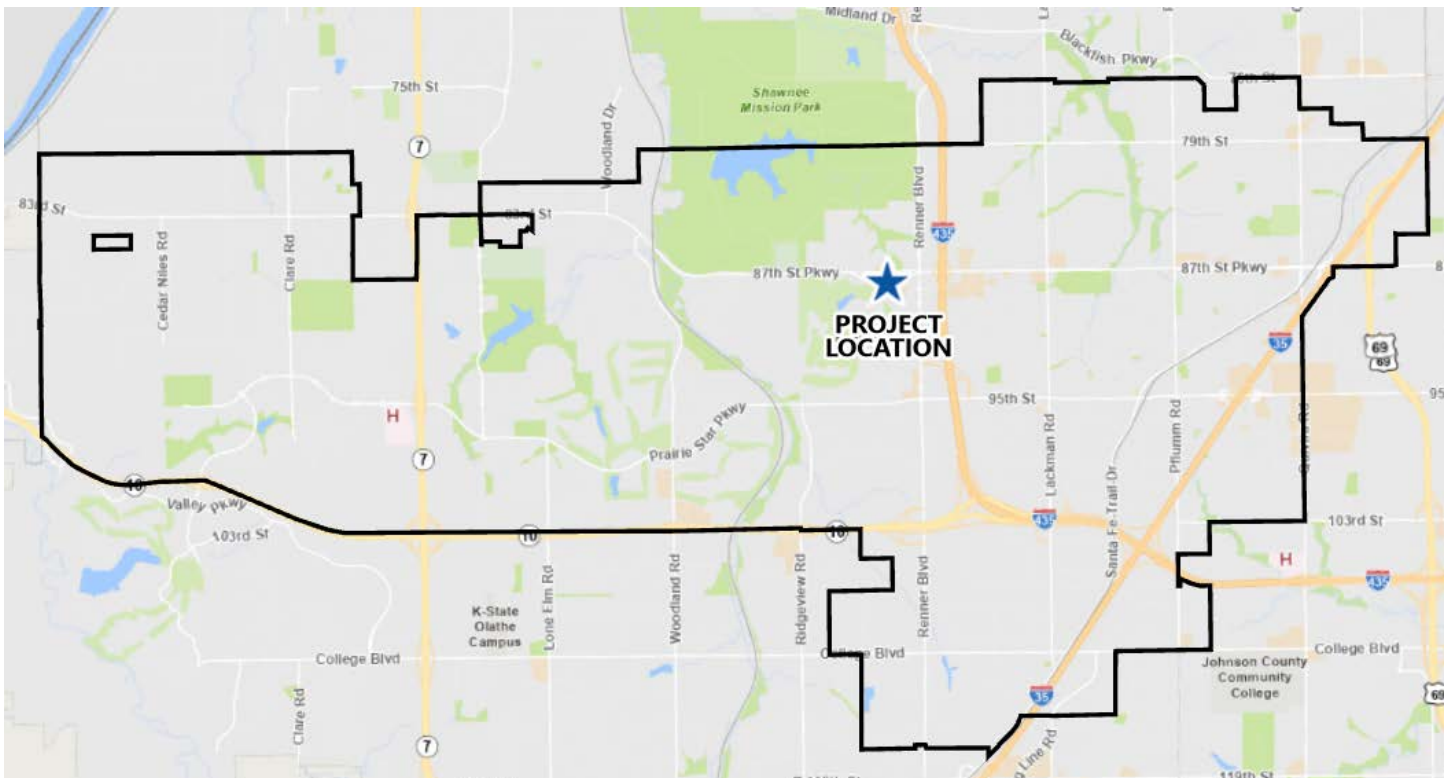 Midland Dr
Blackfish Pkwy
75th St
75th St
Shawnee
Mission Park
Woodland Dr
7
79th St
Renner Blvd
83rd St
83rd St
435
Cedar Niles Rd
Clare Rd
87th St Pkwy
87th St Pkwy
PROJECT
LOCATION
35
69
69
95th St
H
Prairie Star Pkwy
Lackman Rd
Pflumm Rd
Santa Fe-Trail Dr
7
10
Valley Pkwy
103rd St
10
10
435
103rd St
H
435
K-State
Olathe
Campus
Lone Elm Rd
Woodland Rd
Ridgeview Rd
Renner Blvd
College Blvd
College Blvd
College Blvd
Johnson County
Community
College
35
69
Clare Rd
7
119th St